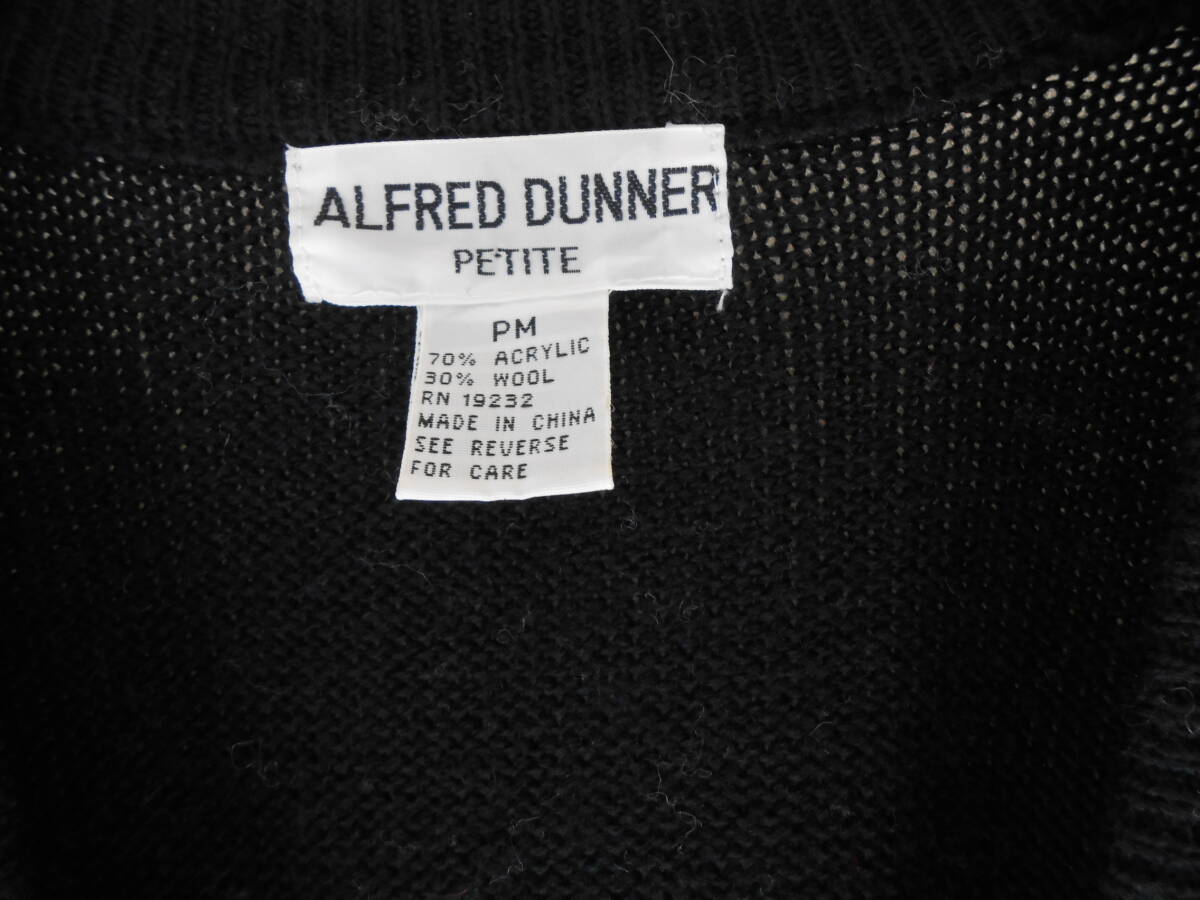 ALFRED DUNNER
PETITE
PM
70% ACRYLIC
30% WOOL
RN 19232
MADE IN CHINA
SEE REVERSE
FOR CARE